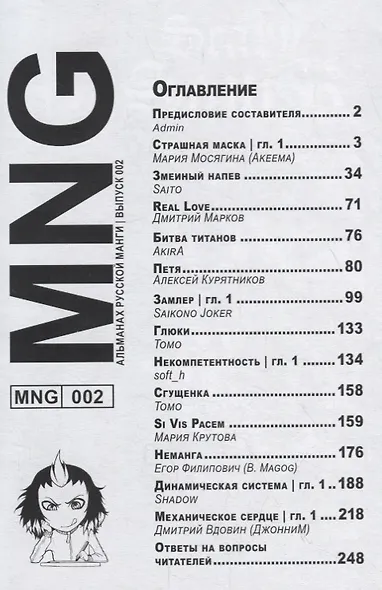 MNG
АЛЬМАНАХ РУССКОЙ МАНГИ | ВЫПУСК 002
MNG 002
ОГЛАВЛЕНИЕ
ПРЕДИСЛОВИЕ СОСТАВИТЕЛЯ............ 2
Admin
СТРАШНАЯ МАСКА | ГЛ. 1.................. 3
МАРИЯ МОСЯГИНА (АКЕЕМА)
ЗМЕИНЫЙ НАПЕВ ......................... 34
SAITO
REAL LOVE................................. 71
ДМИТРИЙ МАРКОВ
БИТВА ТИТАНОВ ......................... 76
AKIRA
ПЕТЯ....................................... 80
АЛЕКСЕЙ КУРЯТНИКОВ
ЗАМЛЕР | ГЛ. 1 ........................... 99
SAIKONO JOKER
ГЛЮКИ.................................... 133
ТОМО
НЕКОМПЕТЕНТНОСТЬ | ГЛ. 1 .......... 134
soft_h
СГУЩЕНКА ............................... 158
ТОМО
SI VIS PACEM ............................. 159
МАРИЯ КРУТОВА
НЕМАНГА ................................. 176
ЕГОР ФИЛИПОВИЧ (B. MAGOG)
ДИНАМИЧЕСКАЯ СИСТЕМА | ГЛ. 1 ..188
SHADOW
МЕХАНИЧЕСКОЕ СЕРДЦЕ | ГЛ. 1 ....218
ДМИТРИЙ ВДОВИН (ДЖОННИМ)
ОТВЕТЫ НА ВОПРОСЫ
ЧИТАТЕЛЕЙ............................... 248